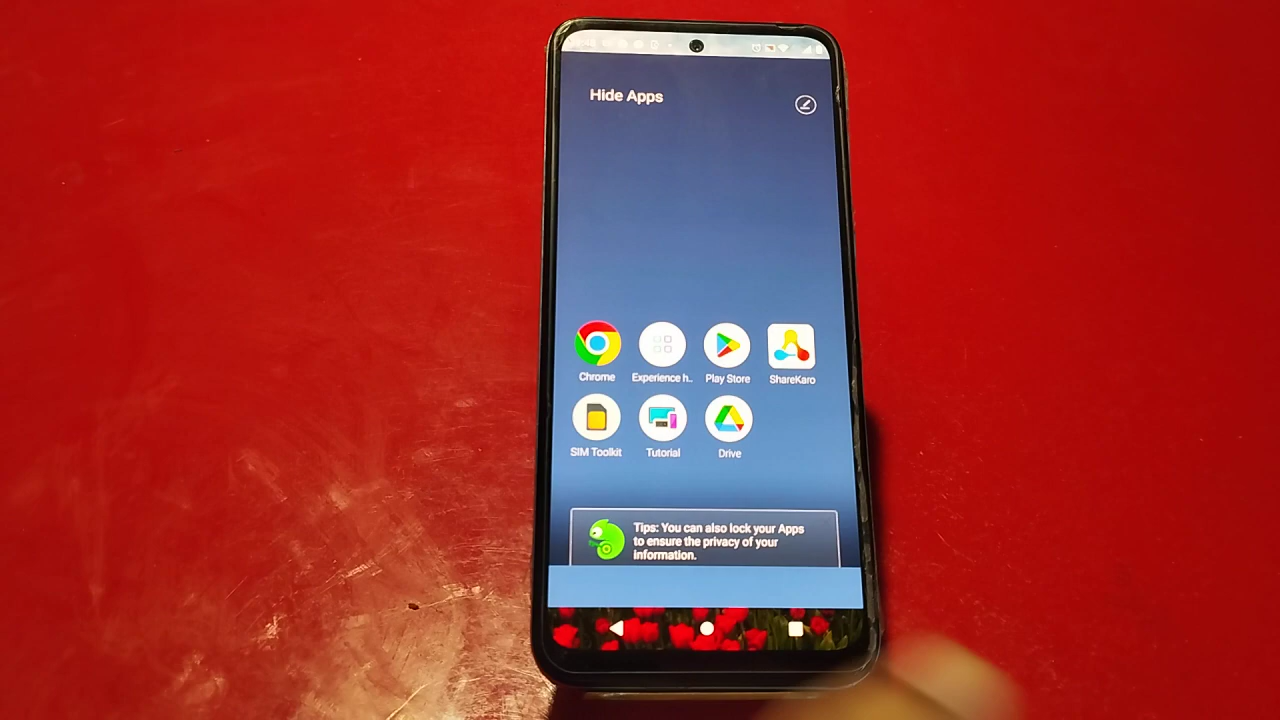 Hide Apps
Chrome
Experience h..
Play Store
ShareKaro
SIM Toolkit
Tutorial
Drive
Tips: You can also lock your Apps
to ensure the privacy of your
information.